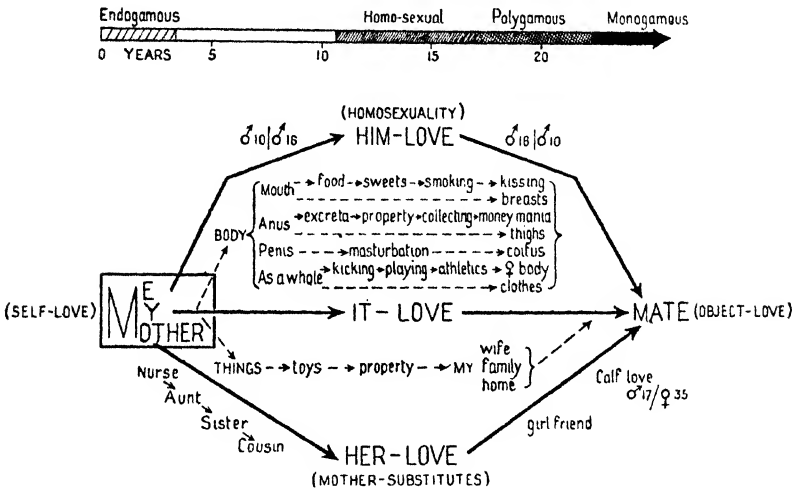 Endogamous Homo-sexual Polygamous Monogamous
0 YEARS 5 10 15 20
(HOMOSEXUALITY)
♂10|♂16 HIM-LOVE ♂16|♂10
Mouth food sweets smoking kissing
breasts
Anus excreta property collecting money mania
BODY thighs
Penis masturbation coitus
As a whole kicking playing athletics ♀ body
clothes
(SELF-LOVE) ME MY MOTHER IT-LOVE MATE (OBJECT-LOVE)
THINGS toys property MY wife family home
Nurse
Aunt
Sister
Cousin
Calf love
♂17/♀35
girl friend
HER-LOVE
(MOTHER-SUBSTITUTES)